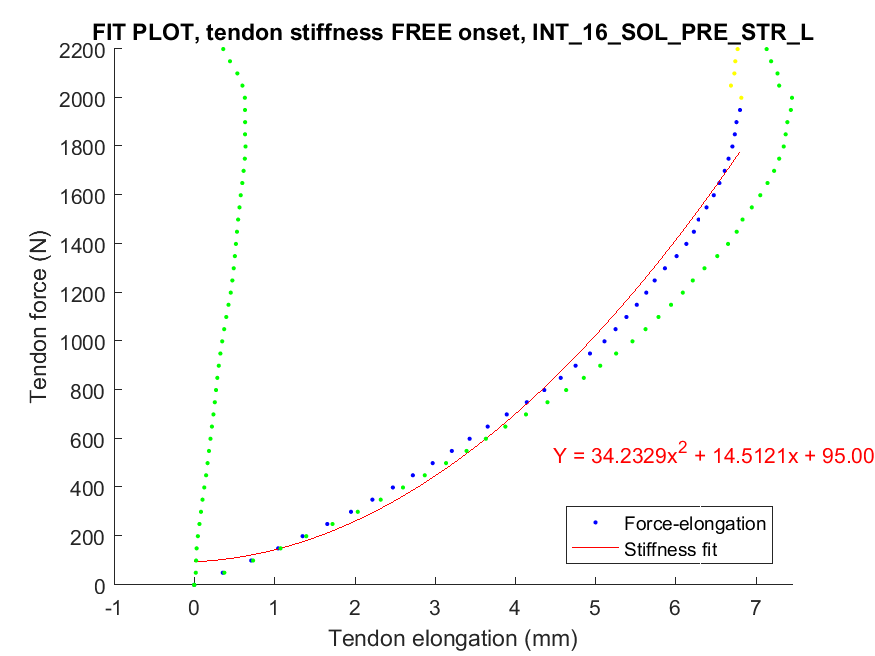 FIT PLOT, tendon stiffness FREE onset, INT_16_SOL_PRE_STR_L
2200
2000
1800
1600
1400
1200
1000
800
600
400
200
0
Tendon force (N)
Y = 34.2329x² + 14.5121x + 95.00
Force-elongation
Stiffness fit
-1 0 1 2 3 4 5 6 7
Tendon elongation (mm)